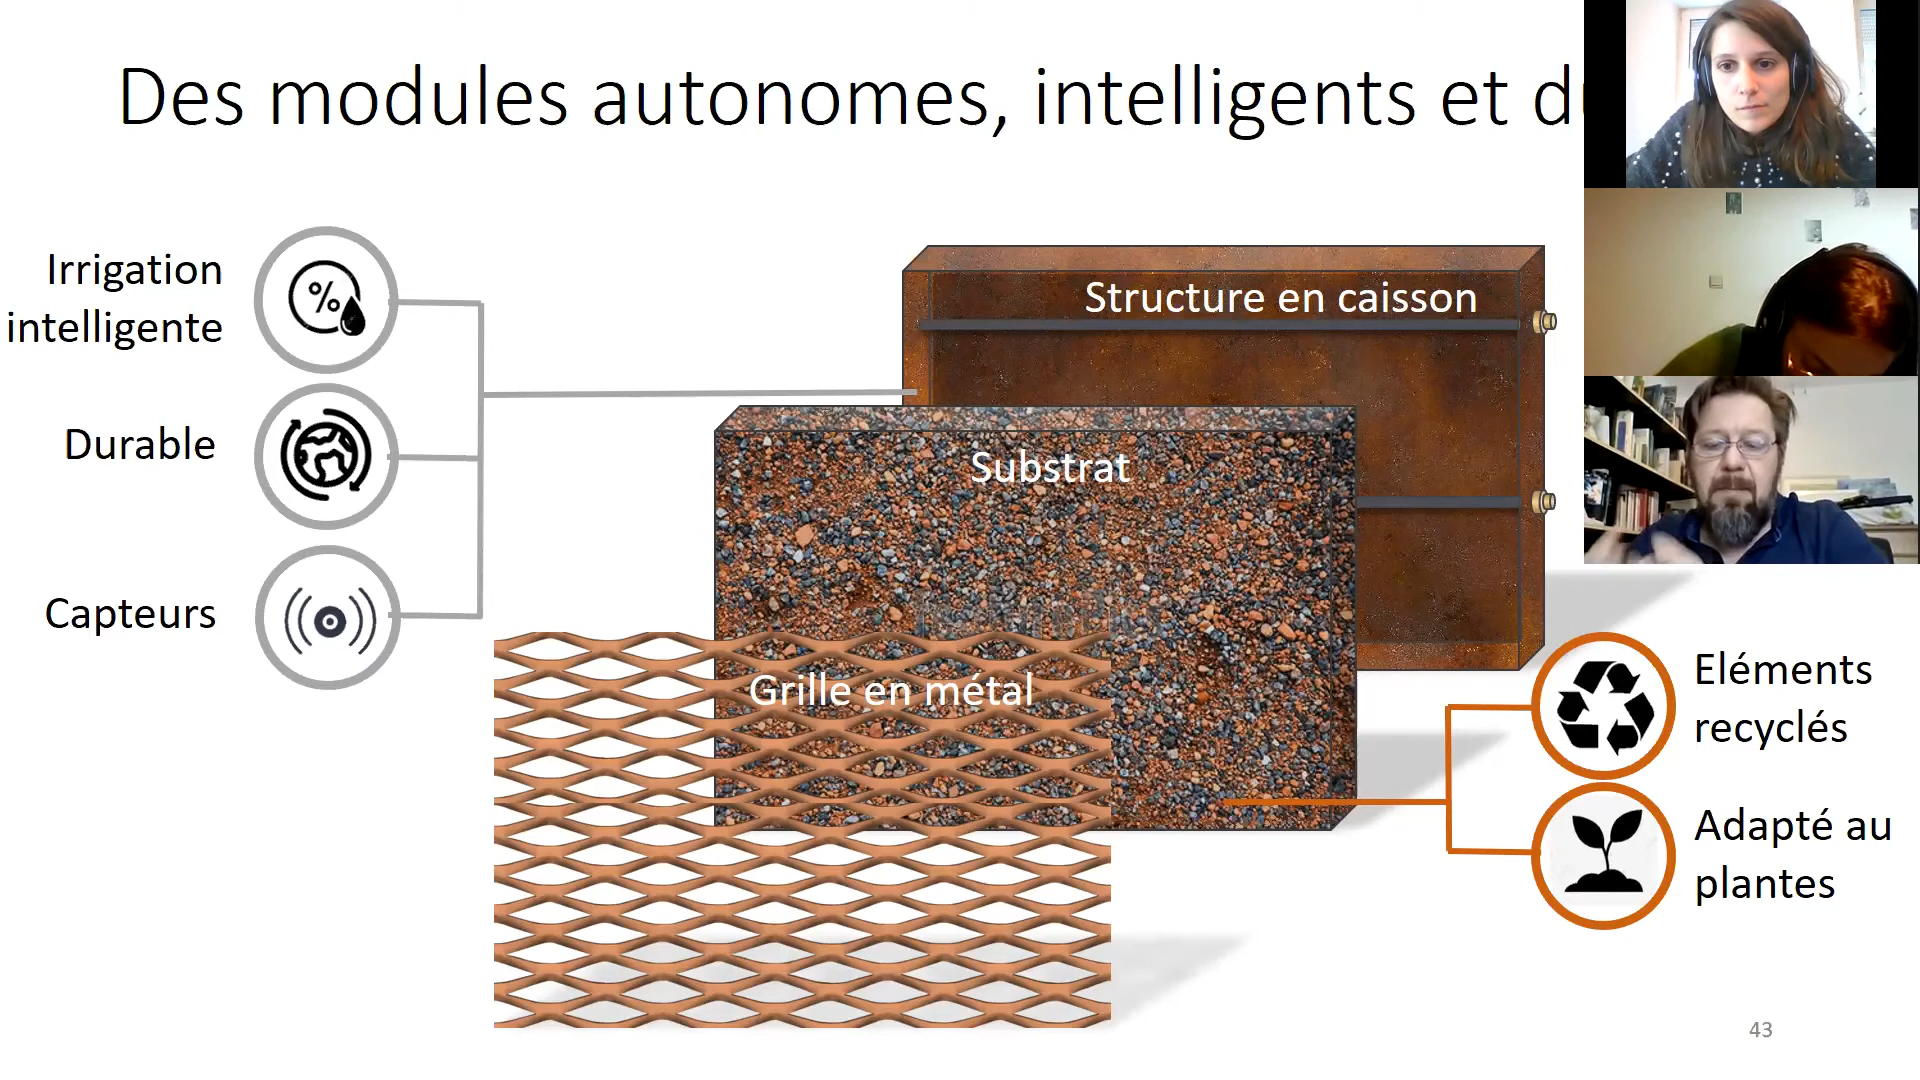 Des modules autonomes, intelligents et
Irrigation
intelligente
Durable
Capteurs
Structure en caisson
Substrat
Grille en métal
Eléments
recyclés
Adapté au
plantes
43